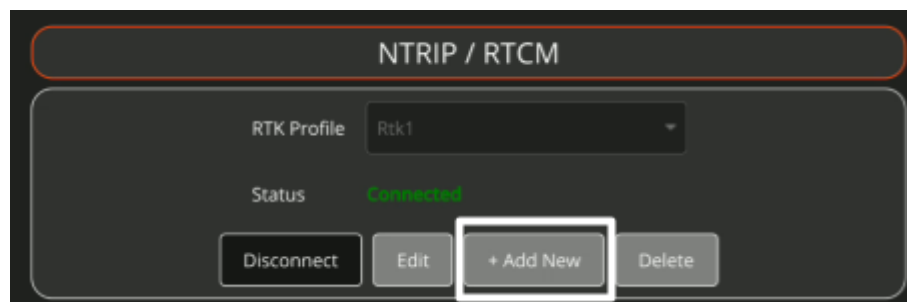 NTRIP / RTCM
RTK Profile Rtk1
Status Connected
Disconnect Edit + Add New Delete